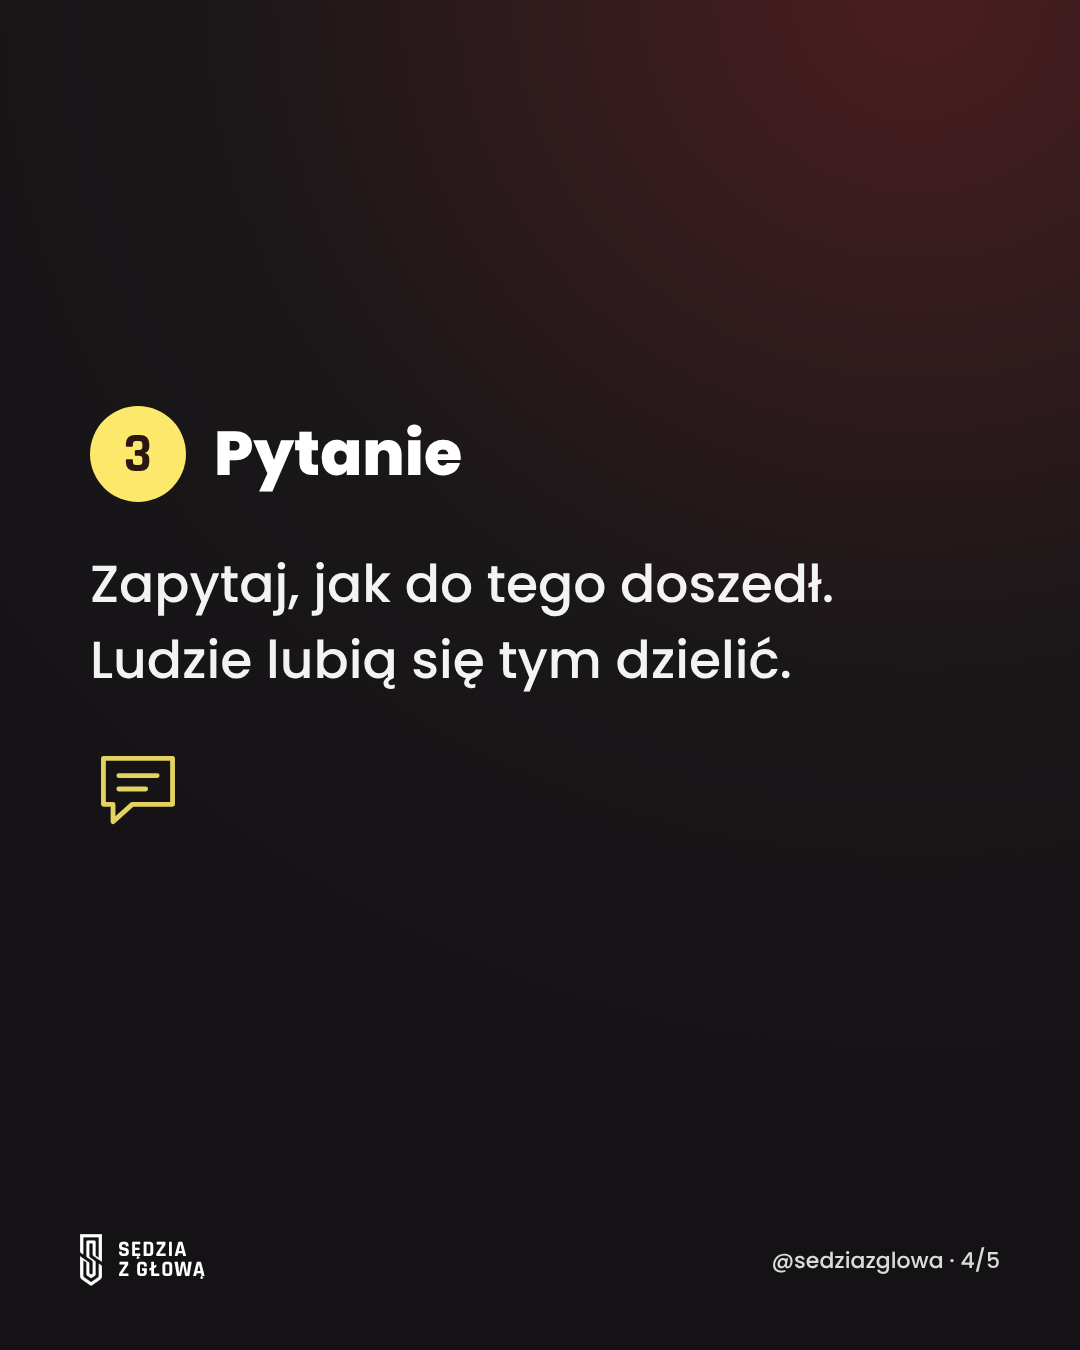 3 Pytanie
Zapytaj, jak do tego doszedł.
Ludzie lubią się tym dzielić.
SĘDZIA
Z GŁOWĄ
@sedziazglowa · 4/5